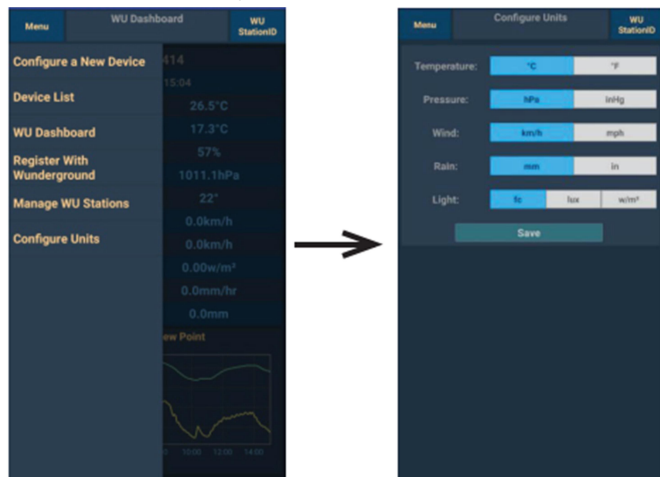 Menu
WU Dashboard
WU
StationID
Configure a New Device
Device List
WU Dashboard
Register With
Wunderground
Manage WU Stations
Configure Units
414
15:04
26.5°C
17.3°C
57%
1011.1hPa
22°
0.0km/h
0.0km/h
0.00w/m²
0.0mm/hr
0.0mm
ew Point
10:00 12:00 14:00
Menu
Configure Units
WU
StationID
Temperature: °C °F
Pressure: hPa inHg
Wind: km/h mph
Rain: mm in
Light: fc lux w/m²
Save